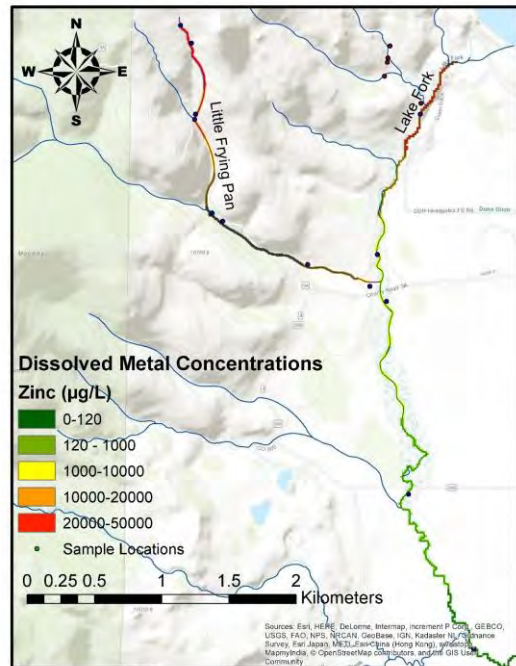 N
W E
S
Little Frying Pan
Lake Fork
Dissolved Metal Concentrations
Zinc (µg/L)
0-120
120 - 1000
1000-10000
10000-20000
20000-50000
Sample Locations
0 0.25 0.5 1 1.5 2
Kilometers
Sources: Esri, HERE, DeLorme, Intermap, increment P Corp., GEBCO,
USGS, FAO, NPS, NRCAN, GeoBase, IGN, Kadaster NL, Ordnance
Survey, Esri Japan, METI, Esri China (Hong Kong), swisstopo,
MapmyIndia, © OpenStreetMap contributors, and the GIS User
Community